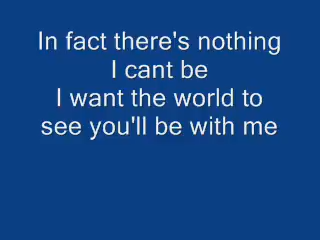 In fact there's nothing
I cant be
I want the world to
see you'll be with me